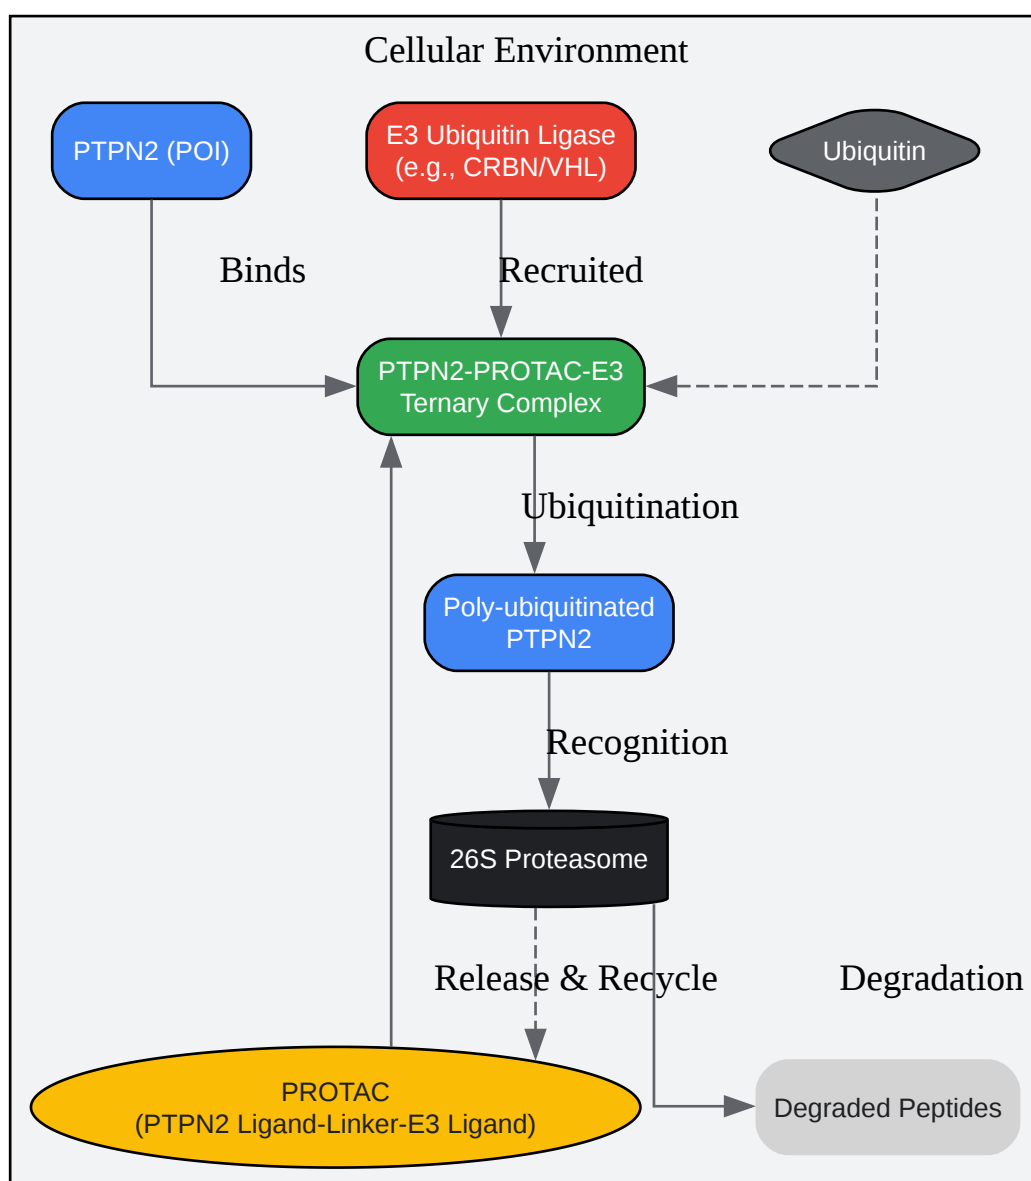 Cellular Environment
PTPN2 (POI)
E3 Ubiquitin Ligase
(e.g., CRBN/VHL)
Ubiquitin
Binds
Recruited
PTPN2-PROTAC-E3
Ternary Complex
Ubiquitination
Poly-ubiquitinated
PTPN2
Recognition
26S Proteasome
Release & Recycle
Degradation
PROTAC
(PTPN2 Ligand-Linker-E3 Ligand)
Degraded Peptides